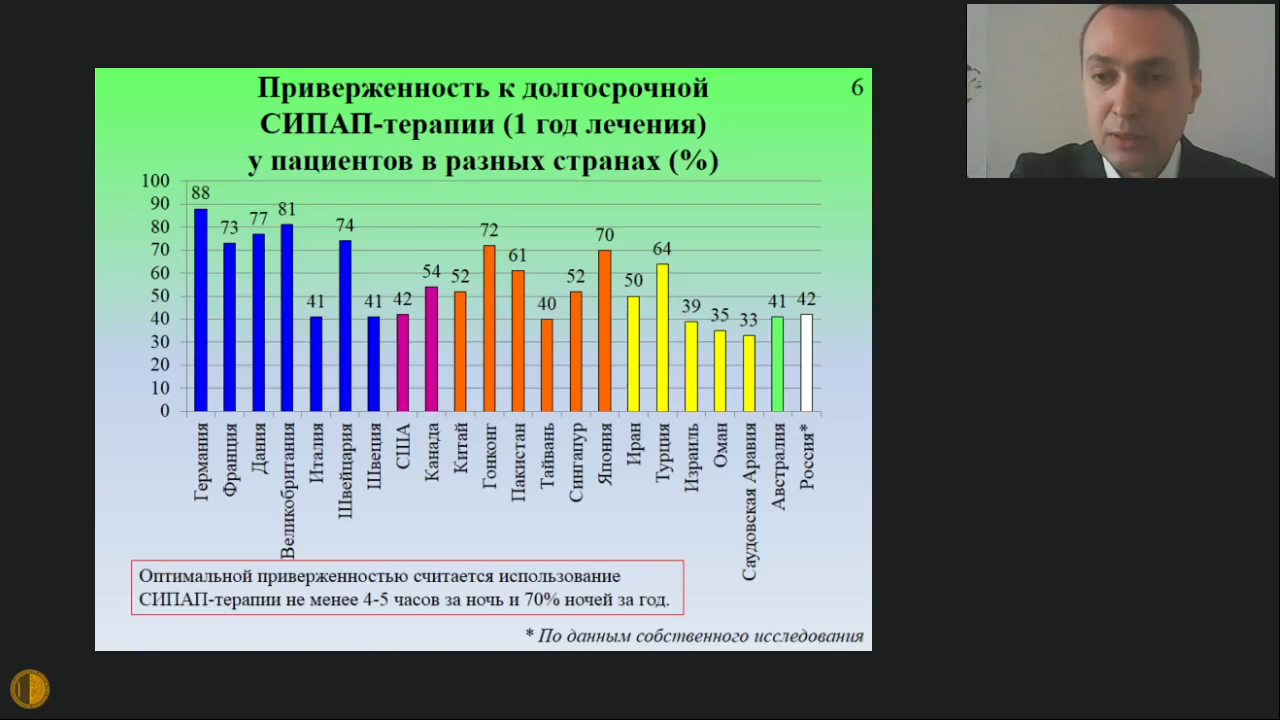 Приверженность к долгосрочной
СИПАП-терапии (1 год лечения)
у пациентов в разных странах (%)
6
100
90
80
70
60
50
40
30
20
10
0
88
73
77
81
41
74
41
42
54
52
72
61
40
52
70
50
64
39
35
33
41
42
Германия
Франция
Дания
Великобритания
Италия
Швейцария
Швеция
США
Канада
Китай
Гонконг
Пакистан
Тайвань
Сингапур
Япония
Иран
Турция
Израиль
Оман
Саудовская Аравия
Австралия
Россия*
Оптимальной приверженностью считается использование
СИПАП-терапии не менее 4-5 часов за ночь и 70% ночей за год.
* По данным собственного исследования